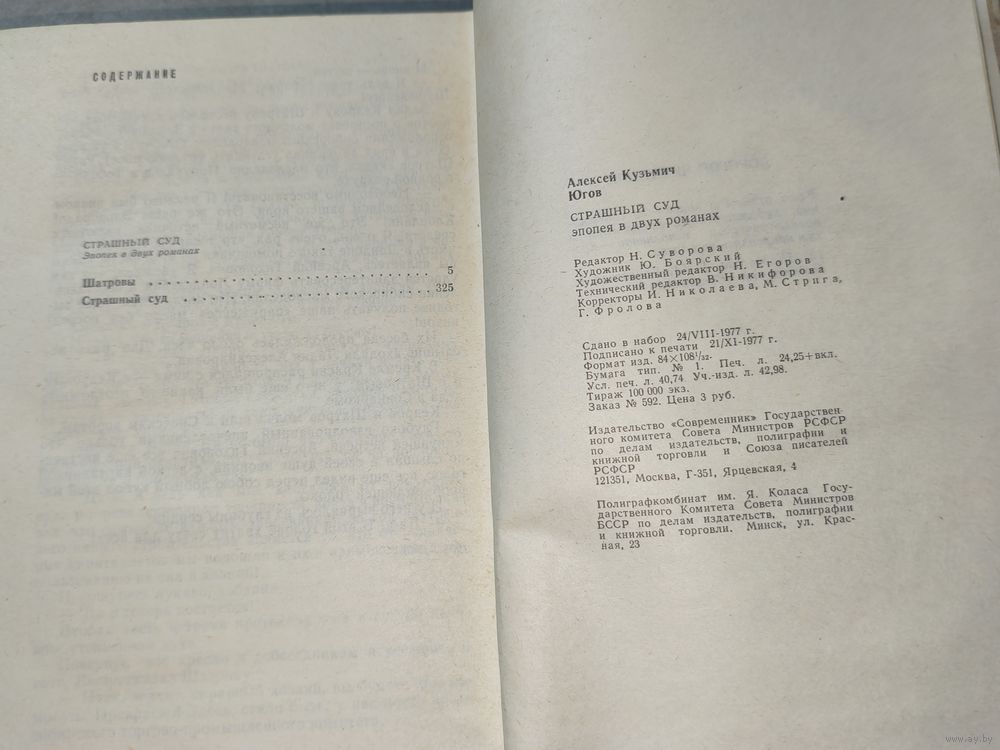 СОДЕРЖАНИЕ
СТРАШНЫЙ СУД
Эпопея в двух романах
Шатровы . . . . . . . . . . . . . . . . . . . . . . . . . . 5
Страшный суд . . . . . . . . . . . . . . . . . . . . . . . 325
Алексей Кузьмич
Югов
СТРАШНЫЙ СУД
эпопея в двух романах
Редактор Н. Суворова
Художник Ю. Боярский
Художественный редактор Н. Егоров
Технический редактор В. Никифорова
Корректоры И. Николаева, М. Стрига,
Г. Фролова
Сдано в набор 24/VIII-1977 г.
Подписано к печати 21/XI-1977 г.
Формат изд. 84×108¹/₃₂.
Бумага тип. № 1. Печ. л. 24,25+вкл.
Усл. печ. л. 40,74 Уч.-изд. л. 42,98.
Тираж 100 000 экз.
Заказ № 592. Цена 3 руб.
Издательство «Современник» Государствен-
ного комитета Совета Министров РСФСР
по делам издательств, полиграфии и
книжной торговли и Союза писателей
РСФСР
121351, Москва, Г-351, Ярцевская, 4
Полиграфкомбинат им. Я. Коласа Госу-
дарственного Комитета Совета Министров
БССР по делам издательств, полиграфии
и книжной торговли. Минск, ул. Крас-
ная, 23
www.ay.by